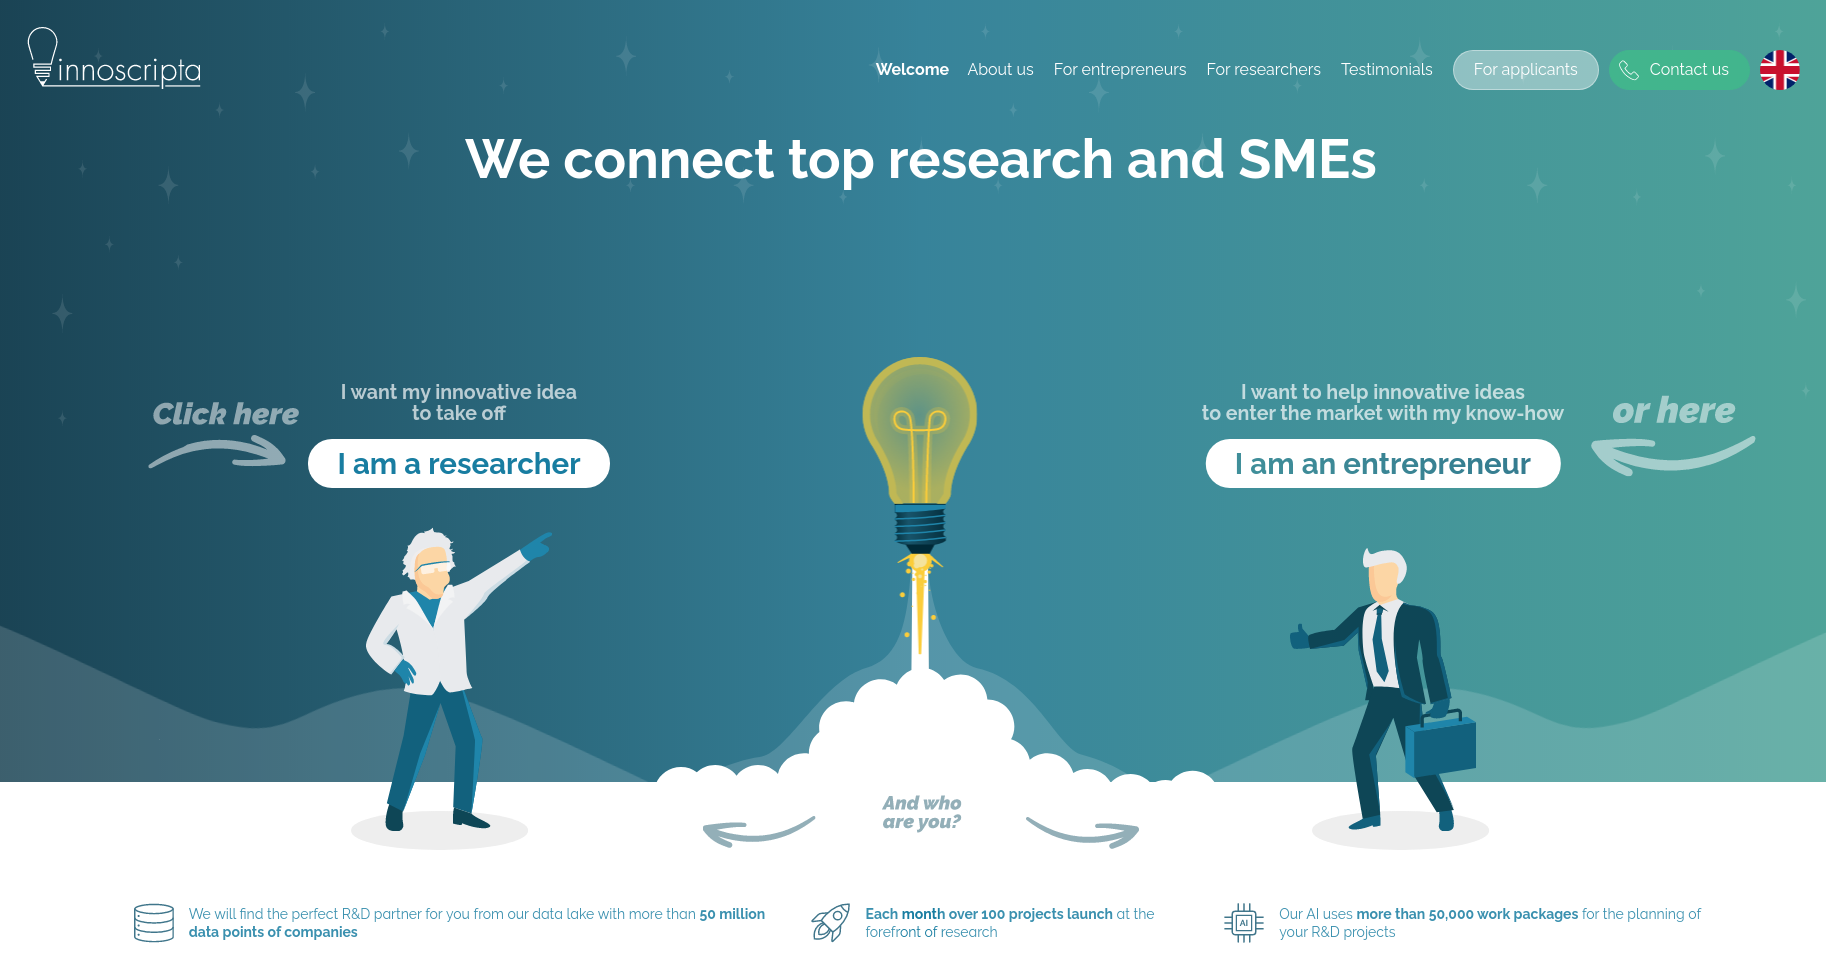 innoscripta
Welcome
About us
For entrepreneurs
For researchers
Testimonials
For applicants
Contact us
We connect top research and SMEs
Click here
I want my innovative idea
to take off
I am a researcher
I want to help innovative ideas
to enter the market with my know-how
I am an entrepreneur
or here
And who
are you?
We will find the perfect R&D partner for you from our data lake with more than 50 million
data points of companies
Each month over 100 projects launch at the
forefront of research
AI
Our AI uses more than 50,000 work packages for the planning of
your R&D projects